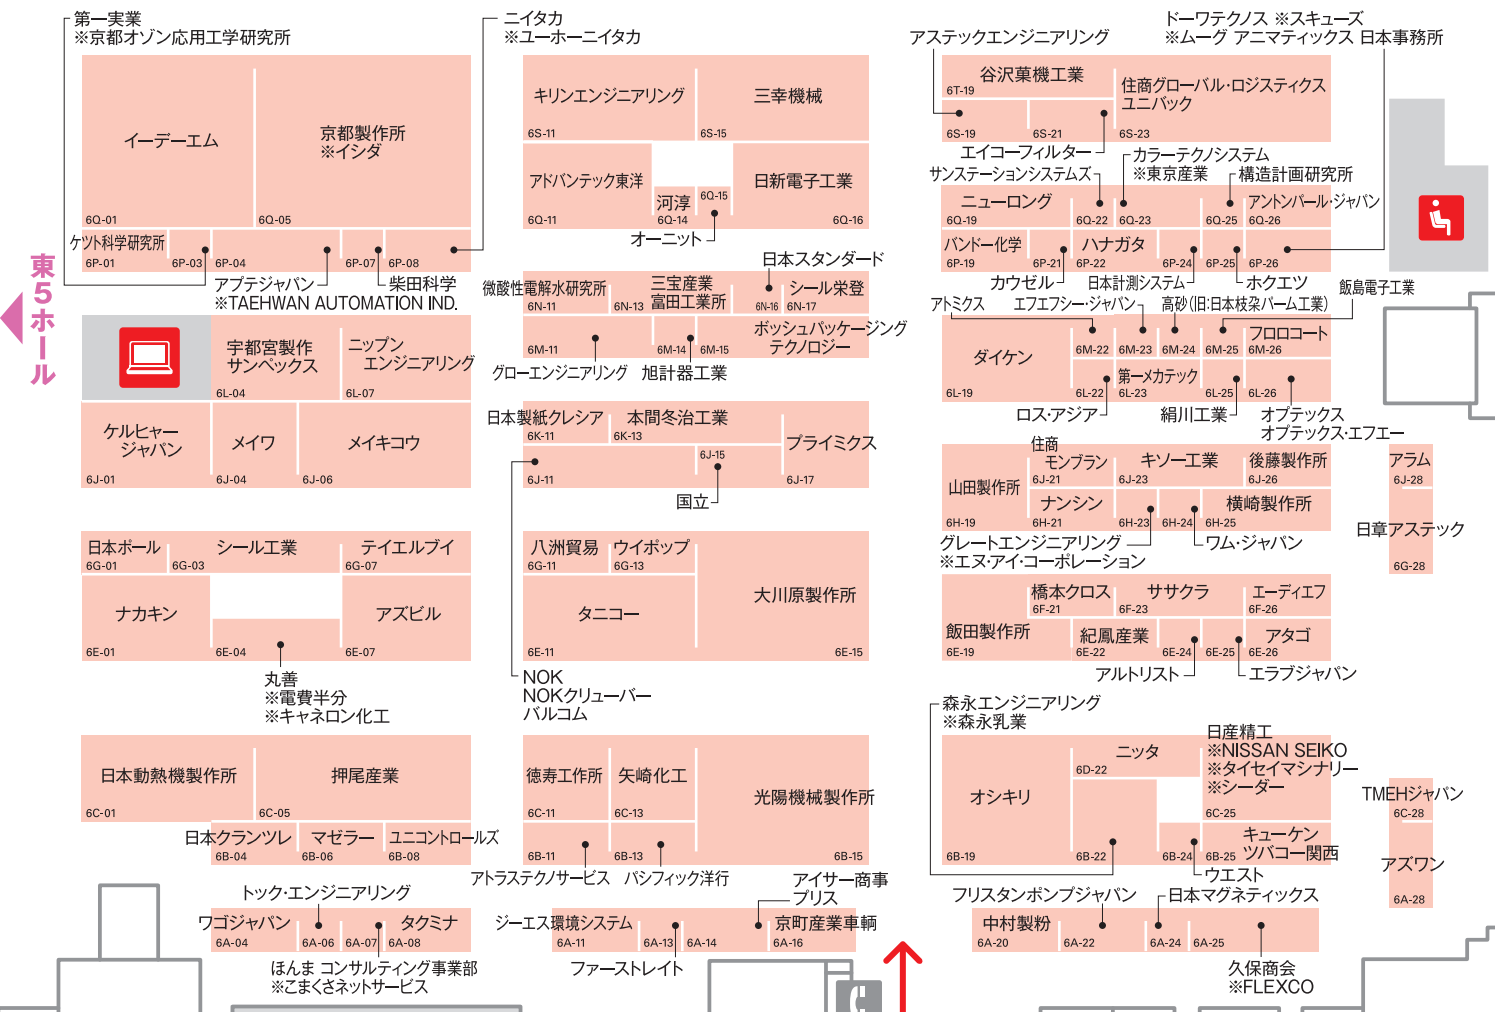 第一実業
※京都オゾン応用工学研究所
ニイタカ
※ユーホーニイタカ
イーデーエム
6Q-01
京都製作所
※イシダ
6Q-05
ケツト科学研究所
6P-01
6P-03
6P-04
6P-07
6P-08
アプテジャパン
※TAEHWAN AUTOMATION IND.
柴田科学
東5ホール
宇都宮製作
サンペックス
6L-04
ニップン
エンジニアリング
6L-07
ケルヒャー
ジャパン
6J-01
メイワ
6J-04
メイキコウ
6J-06
日本ポール
6G-01
シール工業
6G-03
テイエルブイ
6G-07
ナカキン
6E-01
6E-04
アズビル
6E-07
丸善
※電費半分
※キャネロン化工
日本動熱機製作所
6C-01
押尾産業
6C-05
日本クランツレ
6B-04
マゼラー
6B-06
ユニコントロールズ
6B-08
トック・エンジニアリング
ワゴジャパン
6A-04
6A-06
6A-07
タクミナ
6A-08
ほんま コンサルティング事業部
※こまくさネットサービス
キリンエンジニアリング
6S-11
三幸機械
6S-15
アドバンテック東洋
6Q-11
河淳
6Q-14
6Q-15
日新電子工業
6Q-16
オーニット
日本スタンダード
微酸性電解水研究所
6N-11
三宝産業
富田工業所
6N-13
6N-16
シール栄登
6N-17
6M-11
6M-14
ボッシュパッケージング
テクノロジー
6M-15
グローエンジニアリング
旭計器工業
日本製紙クレシア
6K-11
本間冬治工業
6K-13
6J-11
6J-15
プライミクス
6J-17
国立
八洲貿易
6G-11
ウイポップ
6G-13
タニコー
6E-11
大川原製作所
6E-15
NOK
NOKクリューバー
バルコム
徳寿工作所
6C-11
矢崎化工
6C-13
光陽機械製作所
6B-15
6B-11
6B-13
アトラステクノサービス
パシフィック洋行
アイサー商事
プリス
ジーエス環境システム
6A-11
6A-13
6A-14
京町産業車輌
6A-16
ファーストレイト
アステックエンジニアリング
ドーワテクノス ※スキューズ
※ムーグ アニマティックス 日本事務所
谷沢菓機工業
6T-19
6S-19
6S-21
住商グローバル・ロジスティクス
ユニパック
6S-23
エイコーフィルター
サンステーションシステムズ
カラーテクノシステム
※東京産業
構造計画研究所
ニューロング
6Q-19
6Q-22
6Q-23
6Q-25
アントンパール・ジャパン
6Q-26
バンドー化学
6P-19
6P-21
ハナガタ
6P-22
6P-24
6P-25
6P-26
カウゼル
日本計測システム
ホクエツ
アトミクス
エフエフシー・ジャパン
高砂(旧:日本枝染パーム工業)
飯島電子工業
ダイケン
6L-19
6M-22
6M-23
6M-24
6M-25
フロロコート
6M-26
6L-22
第一メカテック
6L-23
6L-25
6L-26
ロス・アジア
絹川工業
オプテックス
オプテックス・エフエー
山田製作所
6H-19
住商
モンブラン
6J-21
キソー工業
6J-23
後藤製作所
6J-26
ナンシン
6H-21
6H-23
6H-24
横崎製作所
6H-25
グレートエンジニアリング
※エヌ・アイ・コーポレーション
ワム・ジャパン
アラム
6J-28
日章アステック
6G-28
飯田製作所
6E-19
橋本クロス
6F-21
ササクラ
6F-23
エーディエフ
6F-26
紀鳳産業
6E-22
6E-24
6E-25
アタゴ
6E-26
アルトリスト
エラブジャパン
森永エンジニアリング
※森永乳業
オシキリ
6B-19
ニッタ
6D-22
日産精工
※NISSAN SEIKO
※タイセイマシナリー
※シーダー
6C-25
6B-22
6B-24
キューケン
ツバコー関西
6B-25
ウエスト
TMEHジャパン
6C-28
アズワン
6A-28
フリスタンポンプジャパン
日本マグネティックス
中村製粉
6A-20
6A-22
6A-24
6A-25
久保商会
※FLEXCO